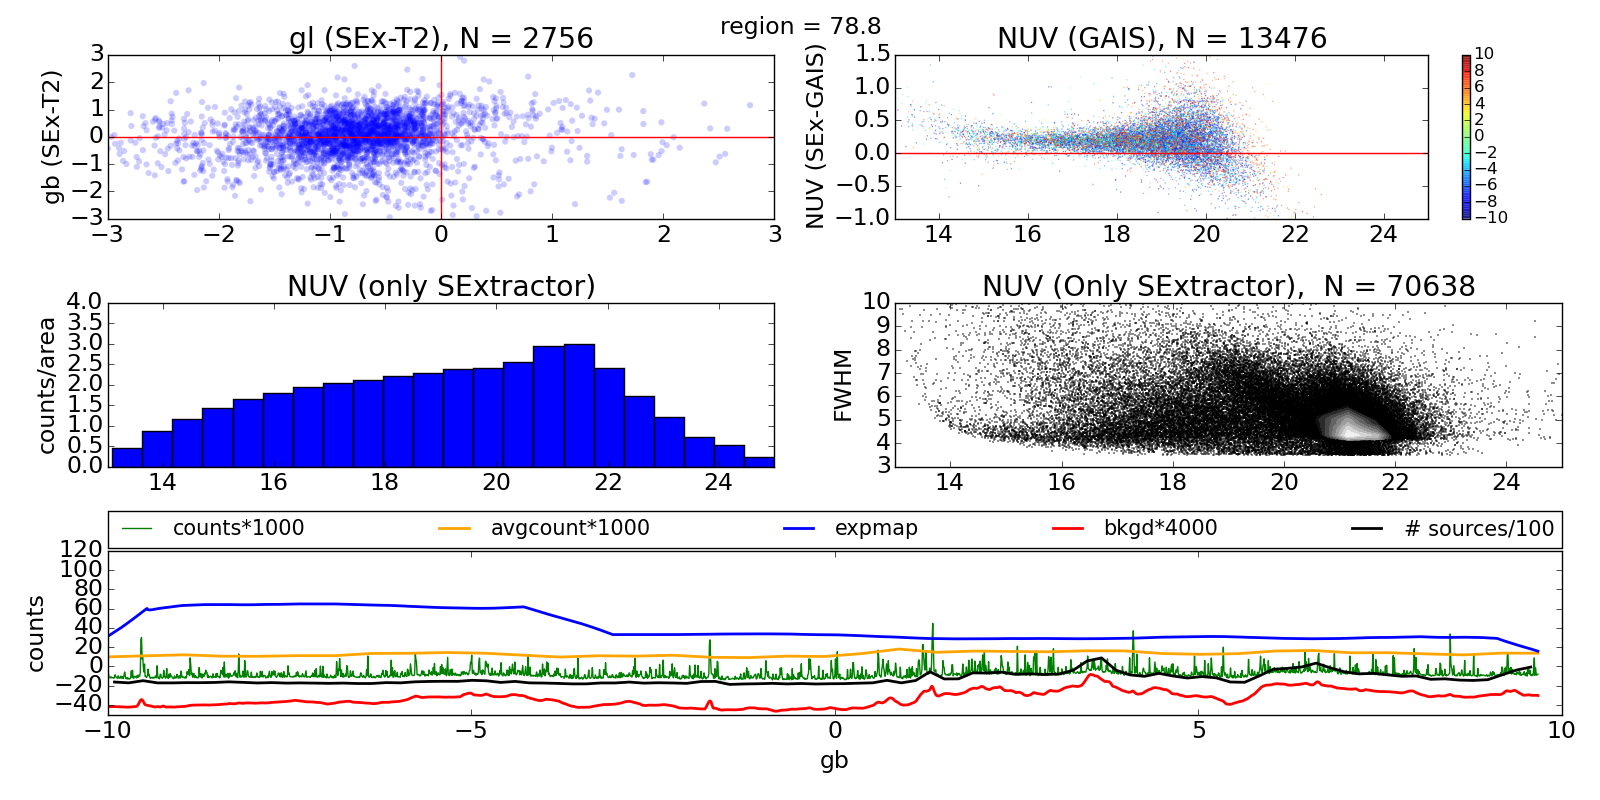 region = 78.8
gl (SEx-T2), N = 2756
gb (SEx-T2)
3
2
1
0
−1
−2
−3
−3 −2 −1 0 1 2 3
NUV (GAIS), N = 13476
NUV (SEx-GAIS)
1.5
1.0
0.5
0.0
−0.5
−1.0
14 16 18 20 22 24
10
8
6
4
2
0
−2
−4
−6
−8
−10
NUV (only SExtractor)
counts/area
4.0
3.5
3.0
2.5
2.0
1.5
1.0
0.5
0.0
14 16 18 20 22 24
NUV (Only SExtractor), N = 70638
FWHM
10
9
8
7
6
5
4
3
14 16 18 20 22 24
counts*1000 avgcount*1000 expmap bkgd*4000 # sources/100
counts
120
100
80
60
40
20
0
−20
−40
−10 −5 0 5 10
gb